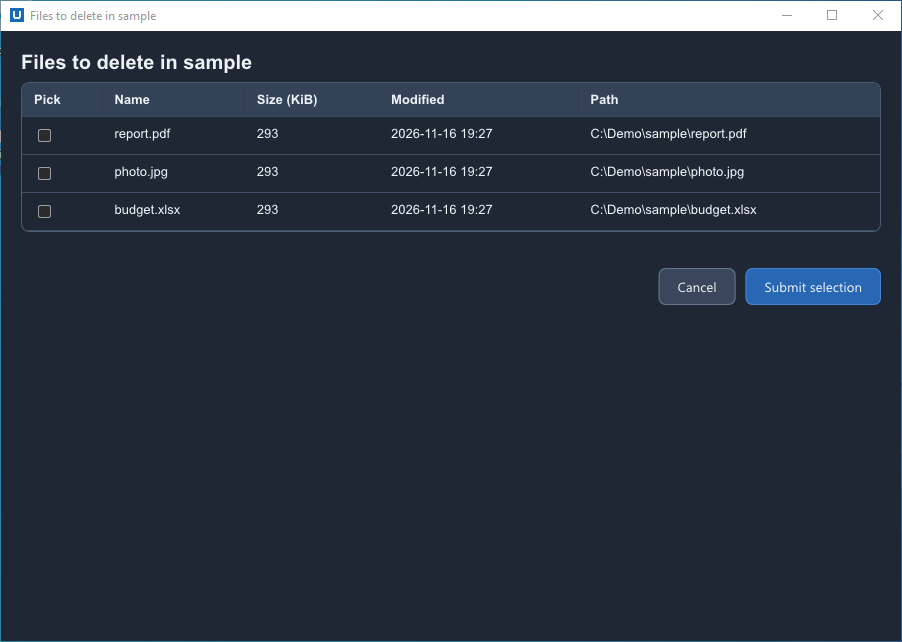 Files to delete in sample
Files to delete in sample
Pick Name Size (KiB) Modified Path
report.pdf 293 2026-11-16 19:27 C:\Demo\sample\report.pdf
photo.jpg 293 2026-11-16 19:27 C:\Demo\sample\photo.jpg
budget.xlsx 293 2026-11-16 19:27 C:\Demo\sample\budget.xlsx
Cancel Submit selection